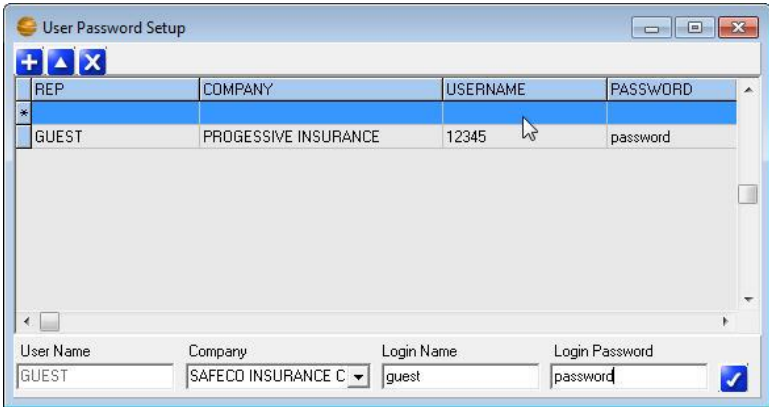 User Password Setup
REP COMPANY USERNAME PASSWORD
*
GUEST PROGESSIVE INSURANCE 12345 password
User Name Company Login Name Login Password
GUEST SAFECO INSURANCE C guest password